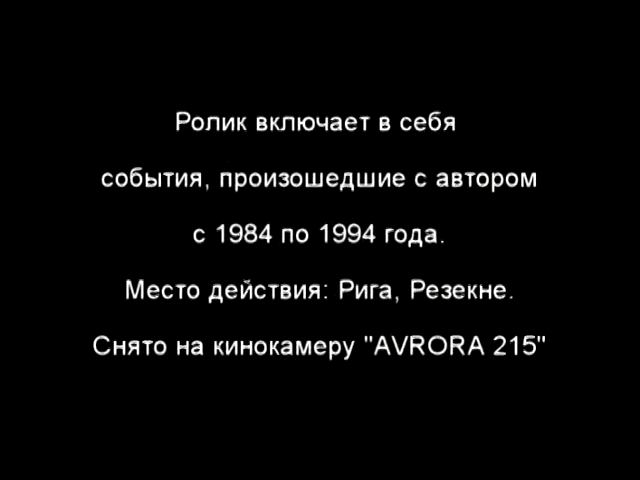 Ролик включает в себя
события, произошедшие с автором
с 1984 по 1994 года.
Место действия: Рига, Резекне.
Снято на кинокамеру "AVRORA 215"